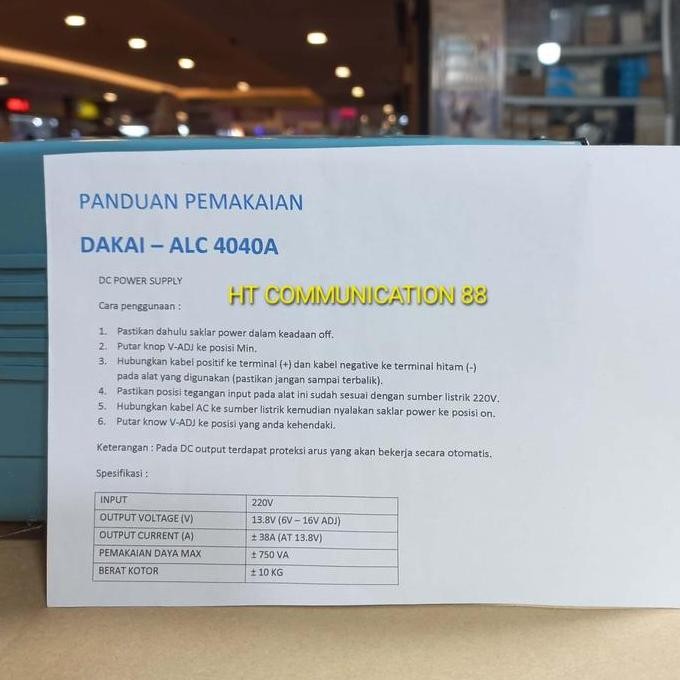 PANDUAN PEMAKAIAN
DAKAI – ALC 4040A
DC POWER SUPPLY
HT COMMUNICATION 88
Cara penggunaan :
1. Pastikan dahulu saklar power dalam keadaan off.
2. Putar knop V-ADJ ke posisi Min.
3. Hubungkan kabel positif ke terminal (+) dan kabel negative ke terminal hitam (-)
pada alat yang digunakan (pastikan jangan sampai terbalik).
4. Pastikan posisi tegangan input pada alat ini sudah sesuai dengan sumber listrik 220V.
5. Hubungkan kabel AC ke sumber listrik kemudian nyalakan saklar power ke posisi on.
6. Putar know V-ADJ ke posisi yang anda kehendaki.
Keterangan : Pada DC output terdapat proteksi arus yang akan bekerja secara otomatis.
Spesifikasi :
INPUT 220V
OUTPUT VOLTAGE (V) 13.8V (6V – 16V ADJ)
OUTPUT CURRENT (A) ± 38A (AT 13.8V)
PEMAKAIAN DAYA MAX ± 750 VA
BERAT KOTOR ± 10 KG